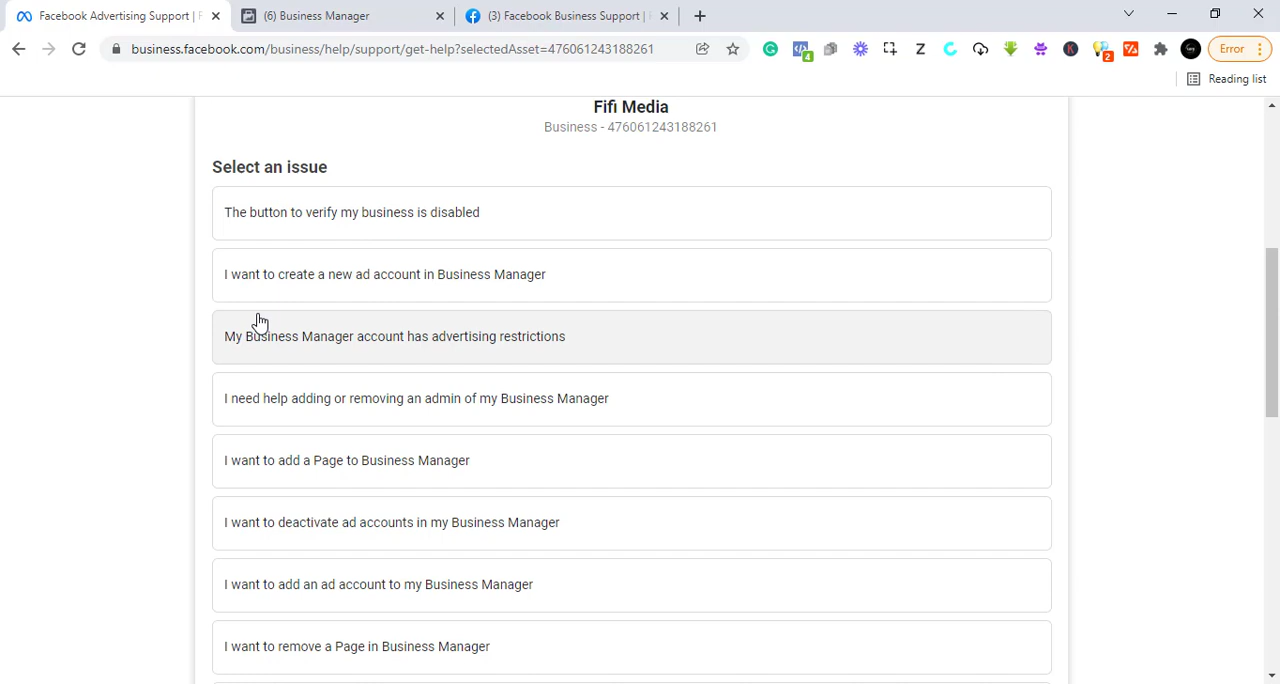 Facebook Advertising Support | F
(6) Business Manager
(3) Facebook Business Support |
business.facebook.com/business/help/support/get-help?selectedAsset=476061243188261
4
Z
K
2
Error
Reading list
Fifi Media
Business - 476061243188261
Select an issue
The button to verify my business is disabled
I want to create a new ad account in Business Manager
My Business Manager account has advertising restrictions
I need help adding or removing an admin of my Business Manager
I want to add a Page to Business Manager
I want to deactivate ad accounts in my Business Manager
I want to add an ad account to my Business Manager
I want to remove a Page in Business Manager